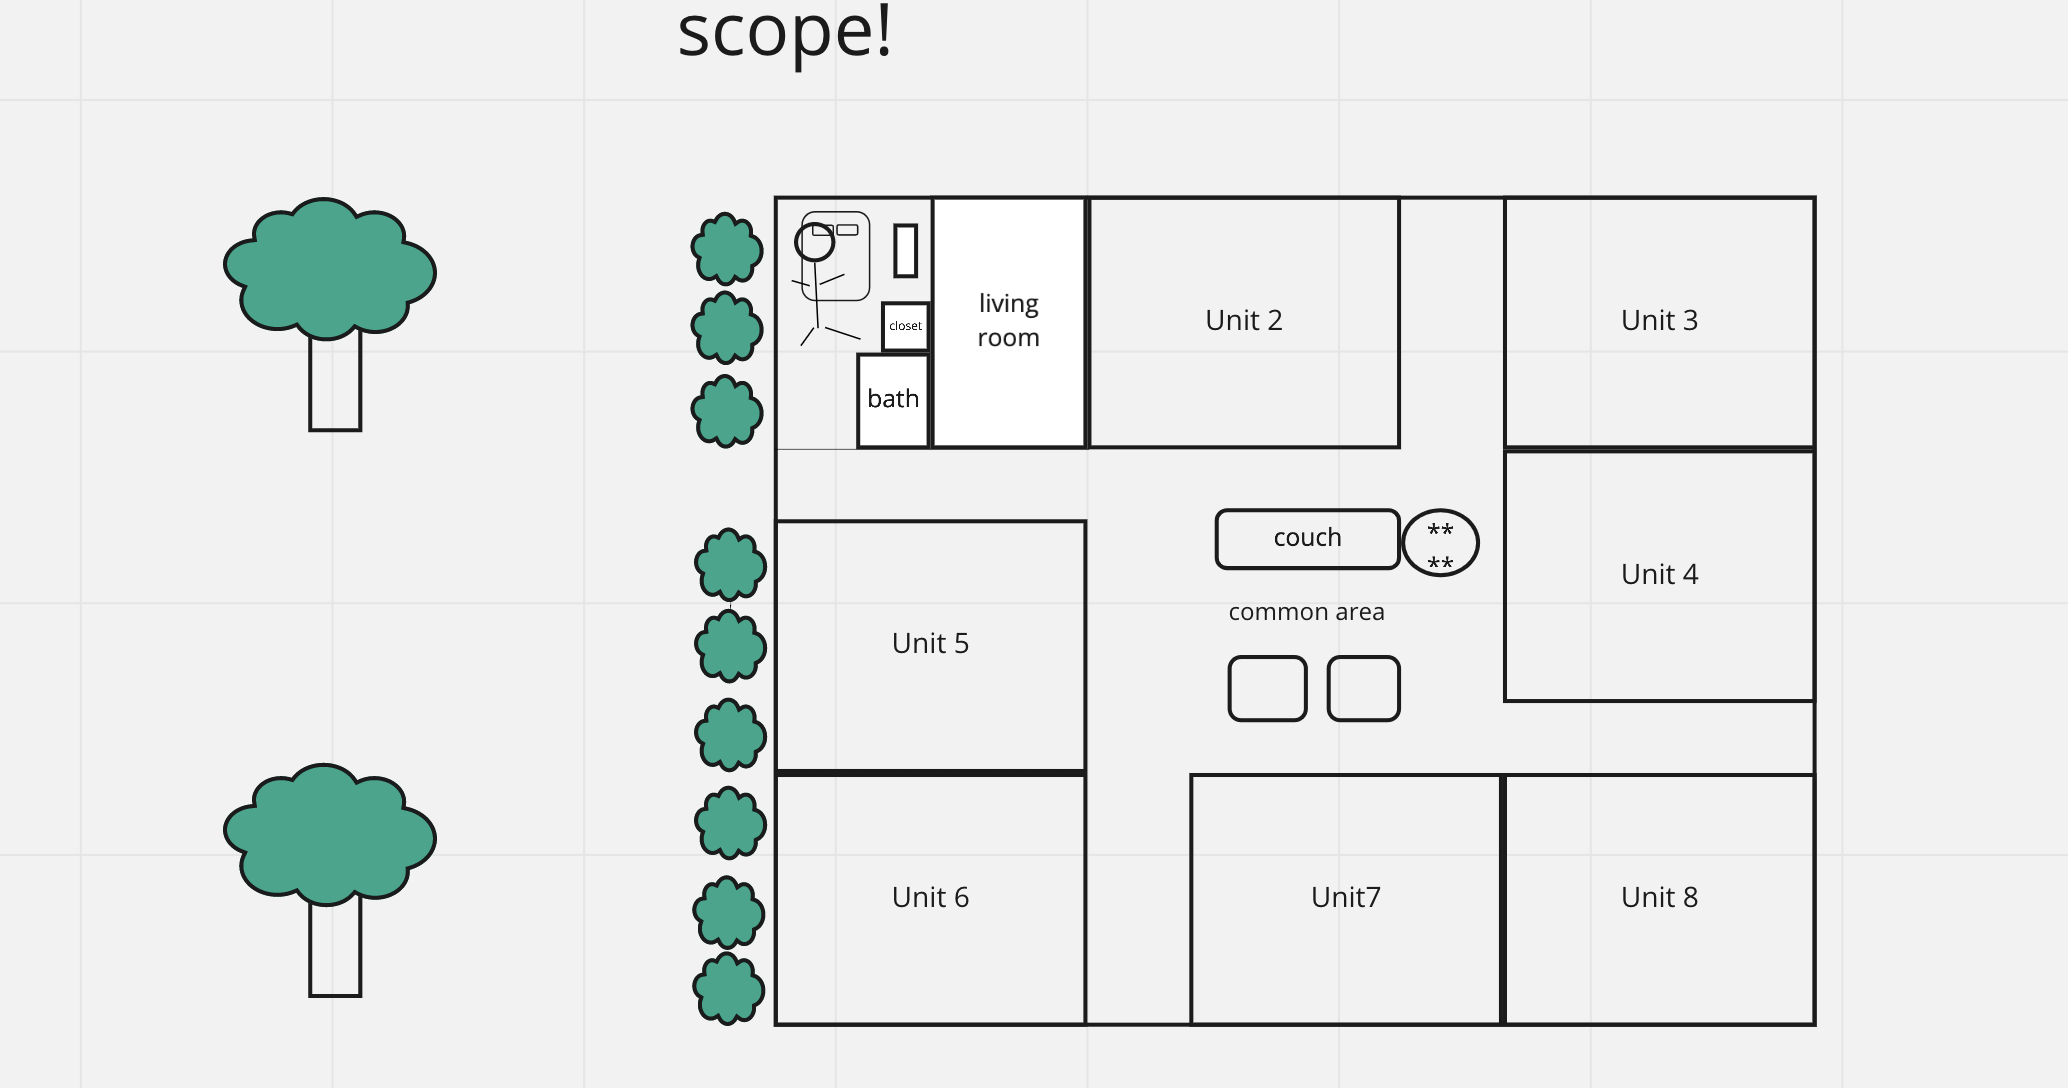 scope!
living
room
closet
bath
Unit 2
Unit 3
couch
**
**
Unit 4
common area
Unit 5
Unit 6
Unit7
Unit 8